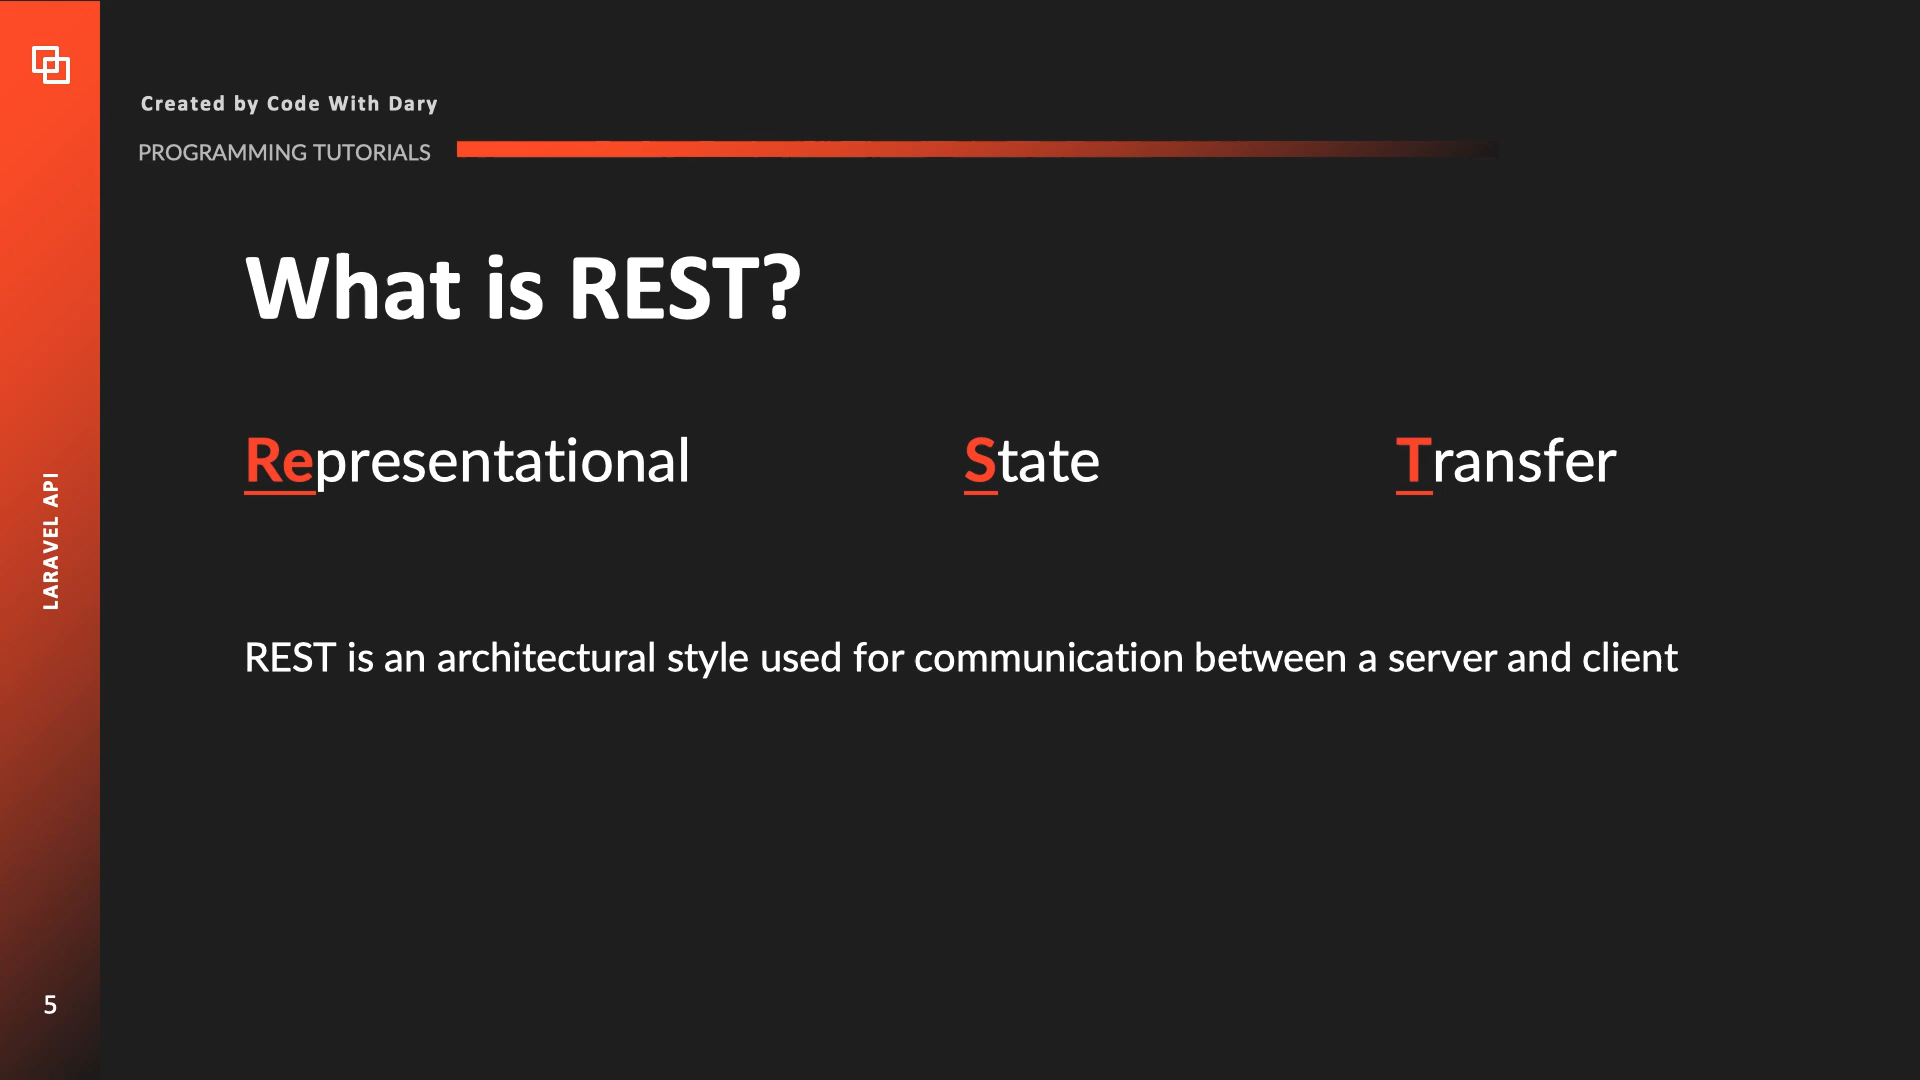 Created by Code With Dary
PROGRAMMING TUTORIALS
What is REST?
Representational State Transfer
REST is an architectural style used for communication between a server and client
LARAVEL API
5